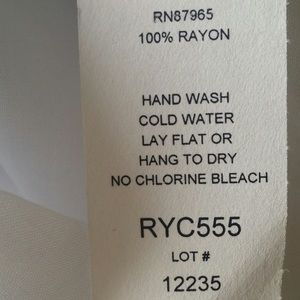 RN87965
100% RAYON
HAND WASH
COLD WATER
LAY FLAT OR
HANG TO DRY
NO CHLORINE BLEACH
RYC555
LOT #
12235